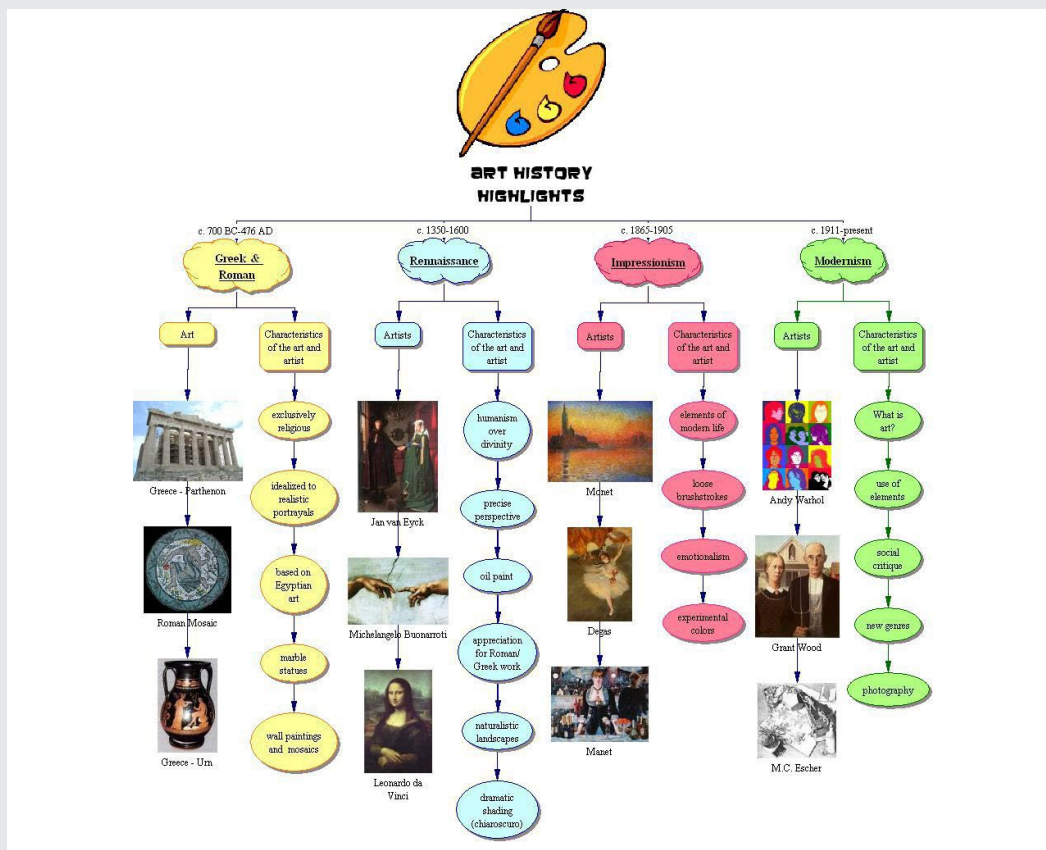 ART HISTORY
HIGHLIGHTS
c. 700 BC-476 AD
Greek &
Roman
Art
Greece - Parthenon
Roman Mosaic
Greece - Urn
Characteristics
of the art and
artist
exclusively
religious
idealized to
realistic
portrayals
based on
Egyptian
art
marble
statues
wall paintings
and mosaics
c. 1350-1600
Rennaissance
Artists
Jan van Eyck
Michelangelo Buonarroti
Leonardo da
Vinci
Characteristics
of the art and
artist
humanism
over
divinity
precise
perspective
oil paint
appreciation
for Roman/
Greek work
naturalistic
landscapes
dramatic
shading
(chiaroscuro)
c. 1865-1905
Impressionism
Artists
Monet
Degas
Manet
Characteristics
of the art and
artist
elements of
modern life
loose
brushstrokes
emotionalism
experimental
colors
c. 1911-present
Modernism
Artists
Andy Warhol
Grant Wood
M.C. Escher
Characteristics
of the art and
artist
What is
art?
use of
elements
social
critique
new genres
photography